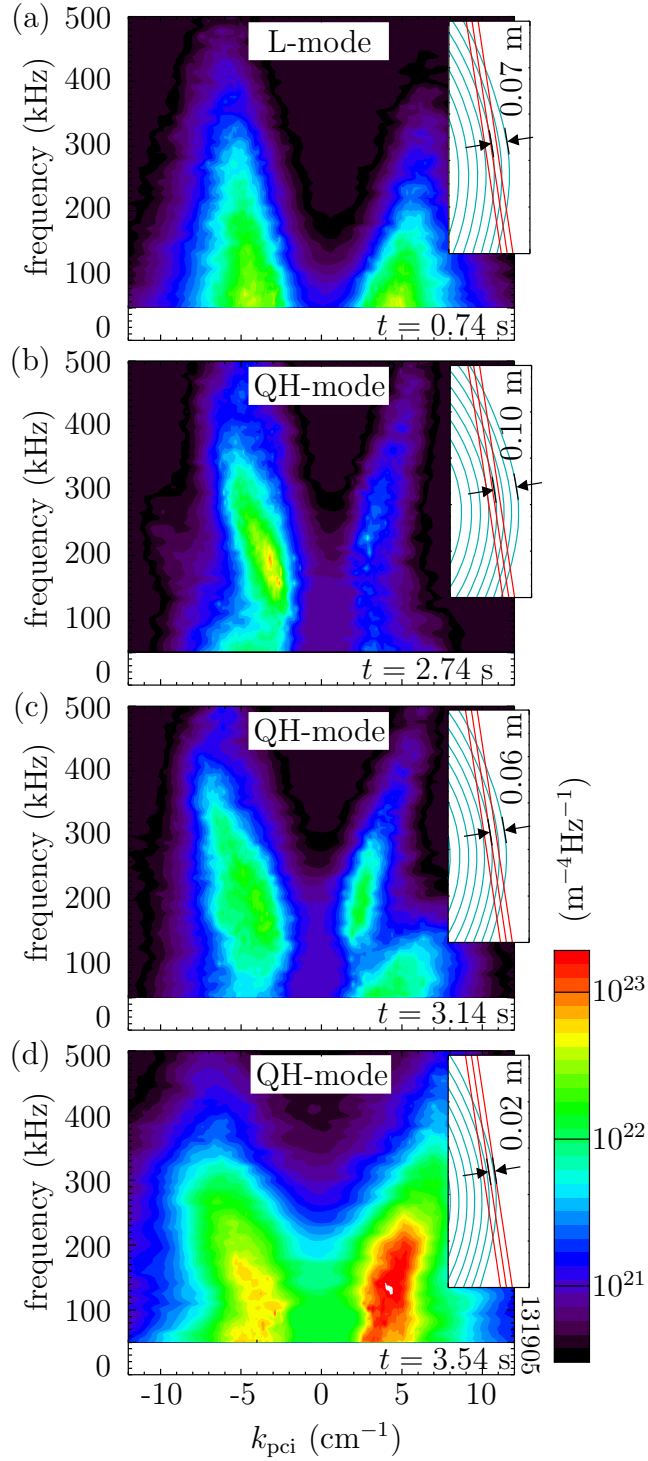 (a)
500
400
300
200
100
0
frequency (kHz)
L-mode
0.07 m
t = 0.74 s
(b)
500
400
300
200
100
0
frequency (kHz)
QH-mode
0.10 m
t = 2.74 s
(c)
500
400
300
200
100
0
frequency (kHz)
QH-mode
0.06 m
t = 3.14 s
(d)
500
400
300
200
100
0
frequency (kHz)
QH-mode
0.02 m
t = 3.54 s
131905
-10 -5 0 5 10
k_pci (cm⁻¹)
(m⁻⁴Hz⁻¹)
10²³
10²²
10²¹